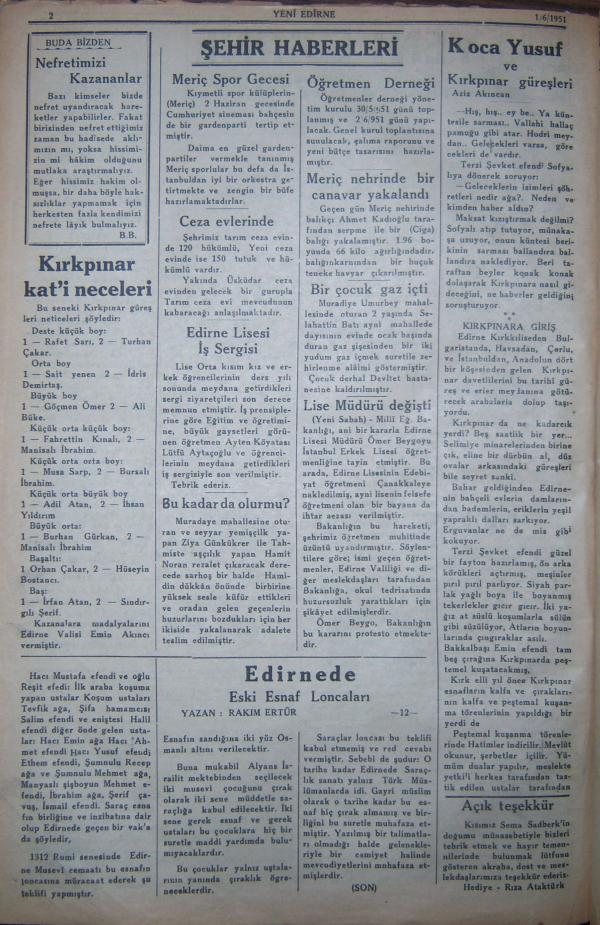 2
YENİ EDİRNE
1/6/1951
BUDA BİZDEN
Nefretimizi
Kazananlar
Bazı kimseler bizde
nefret uyandıracak hare-
ketler yapabilirler. Fakat
birisinden nefret ettiğimiz
zaman bu hadisede aklı-
mızın mı, yoksa hissimi-
zin mi hâkim olduğunu
mutlaka araştırmalıyız.
Eğer hissimiz hakim ol-
muşsa, bir daha böyle hak-
sızlıklar yapmamak için
herkesten fazla kendimizi
nefrete lâyik bulmalıyız.
B.B.
Kırkpınar
kat'i neceleri
Bu seneki Kırkpınar güreş
leri neticeleri şöyledir:
Deste küçük boy:
1 — Rafet Sarı, 2 — Turhan
Çakar.
Orta boy
1 — Sait yenen 2 — İdris
Demirtaş.
Büyük boy
1 — Göçmen Ömer 2 — Ali
Büke.
Küçük orta küçük boy:
1 — Fahrettin Kınalı, 2 —
Manisalı İbrahim.
Küçük orta orta boy:
1 — Musa Sarp, 2 — Bursalı
İbrahim.
Küçük orta büyük boy
1 — Adil Atan, 2 — İhsan
Yıldırım
Büyük orta:
1 — Burhan Gürkan, 2 —
Manisalı İbrahim
Başaltı:
1 Orhan Çakar, 2 — Hüseyin
Bostancı.
Baş:
1 — İrfan Atan, 2 — Sındır-
gılı Şerif.
Kazananlara madalyalarını
Edirne Valisi Emin Akıncı
vermiştir.
ŞEHİR HABERLERİ
Meriç Spor Gecesi
Kıymetli spor külüplerin-
(Meriç) 2 Haziran gecesinde
Cumhuriyet sineması bahçesin
de bir gardenparti tertip et-
miştir.
Daima en güzel garden-
partiler vermekle tanınmış
Meriç sporlular bu defa da İs-
tanbuldan iyi bir orkestra ge-
tirtmekte ve zengin bir büfe
hazırlamaktadırlar.
Ceza evlerinde
Şehrimiz tarım ceza evin-
de 120 hükümlü, Yeni ceza
evinde ise 150 tutuk ve hü-
kümlü vardır.
Yakında Üsküdar ceza
evinden gelecek bir gurupla
Tarım ceza evi mevcudunun
kabaracağı anlaşılmaktadır.
Edirne Lisesi
İş Sergisi
Lise Orta kısım kız ve er-
kek öğrencilerinin ders yılı
sonunda meydana getirdikleri
sergi ziyaretçileri son derece
memnun etmiştir. İş prensiple-
rine göre Eğitim ve öğretimi-
ne, büyük gaysetleri görü-
nen öğretmen Ayten Köyatası
Lütfü Aytaçoğlu ve öğrenci-
lerinin meydana getirdikleri
iş sergisiyle son verilmiştir.
Tebrik ederiz.
Bu kadar da olurmu?
Muradaye mahallesine otu-
ran ve seyyar yemişçilik ya-
pan Ziya Günkükrer ile Tah-
miste aşçılık yapan Hamit
Noran rezalet çıkaracak dere-
cede sarhoş bir halde Hami-
din dükkân önünde birbirine
yüksek sesle küfür ettikleri
ve oradan gelen geçenlerin
huzurlarını bozdukları için her
ikiside yakalanarak adalete
teslim edilmiştir.
Öğretmen Derneği
Öğretmenler derneği yöne-
tim kurulu 30/5/951 günü top-
lanmış ve 2/6/951 günü yapı-
lacak. Genel kurul toplantısına
sunulacak, çalıma raporunu ve
yeni bütçe tasarısını hazırla-
mıştır.
Meriç nehrinde bir
canavar yakalandı
Geçen gün Meriç nehrinde
balıkçı Ahmet Kadıoğlu tara-
fından serpme ile bir (Ciga)
balığı yakalamıştır. 1.96 bo-
yunda 66 kilo agırlığındadır.
balığınkarnından bir buçuk
teneke havyar çıkarılmıştır.
Bir çocuk gaz içti
Muradiye Umurbey mahal-
lesinde oturan 2 yaşında Se-
lahattin Batı aynı mahallede
dayısının evinde ocak başında
duran gaz şişesinden bir iki
yudum gaz içmek suretile ze-
hirlenme alâimi göstermiştir.
Çocuk derhal Devlet hasta-
nesine kaldırılmıştır.
Lise Müdürü değişti
(Yeni Sabah) – Millî Eğ. Ba-
kanlığı, ani bir kararla Edirne
Lisesi Müdürü Ömer Beygoyu
İstanbul Erkek Lisesi öğret-
menliğine tayin etmiştir. Bu
arada, Edirne Lisesinin Edebi-
yat öğretmeni Çanakkaleye
nakledilmiş, ayni lisenin felsefe
öğretmeni olan bir bayana da
ihtar aezası verilmiştir.
Bakanlığın bu hareketi,
şehrimiz öğretmen muhitinde
üzüntü uyandırmıştır. Söylen-
tilere göre; ismi geçen öğret-
menler, Edirne Valiliği ve di-
ğer meslekdaşları tarafından
Bakanlığa, okul tedrisatında
huzursuzluk yarattıkları için
şikâyet edilmişlerdir.
Ömer Beygo, Bakanlığın
bu kararını protesto etmekte-
dir.
Koca Yusuf
ve
Kırkpınar güreşleri
Aziz Akıncan
—Hış, hış.. ey be.. Ya kün-
tesile sarması.. Vallahi hallaç
pamuğu gibi atar. Hodri mey-
dan.. Gelecekleri varsa, göre
cekleri de vardır.
Terzi Şevket efendi Sofya-
lıya dönerek soruyor:
—Geleceklerin isimleri şöh-
retleri nedir ağa?. Neden ve
kimden haber aldın?
Maksat kızıştırmak değilmi?
Sofyalı atıp tutuyor, münaka-
şa uzuyor, onun küntesi beri-
kinin sarması ballandıra bal-
landıra naklediyor. Beri ta-
raftan beyler konak konak
dolaşarak Kırkpınara nasıl gi-
deceğini, ne haberler geldiğini
soruşturuyor.
* * *
KIRKPINARA GİRİŞ
Edirne Kırkkiliseden Bul-
garistanda, Havsadan, Çorlu,
ve İstanbuldan, Anadolun dört
bir köşesinden gelen Kırkpı-
nar davetlilerini bu tarihi gü-
reş ve erler meydanına götü-
recek arabalarla dolup taşı-
yordu.
Kırkpınar da ne kadarcık
yerdi? Beş saatlik bir yer...
Selimiye minarelerinden birine
çık, eline bir dürbün al, düz
ovalar arkasındaki güreşleri
bile seyret sanki.
Bahar geldiğinden Edirne-
nin bahçeli evlerin damların-
dan bademlerin, eriklerin yeşil
yapraklı dalları sarkıyor.
Erguvanlar ne de mis gibi
kokuyor.
Terzi Şevket efendi güzel
bir fayton hazırlamış, ön arka
körükleri açtırmış, meşinler
pırıl pırıl parlıyor. Siyah par-
lak yağlı boya ile boyanmış
tekerlekler gıcır gıcır. İki ya-
ğız at süslü koşumlarla sülün
gibi süzülüyor, Atların boyun-
larında çıngıraklar asılı.
Bakkalbaşı Emin efendi tam
beş çırağına Kırkpınarda peş-
temal kuşatacakmış,
Kırk elli yıl önce Kırkpınar
esnafların kalfa ve çırakları-
nın kalfa ve peştemal kuşan-
ma törenlerinin yapıldığı bir
yerdi de
Peştemal kuşanma törenle-
rinde Hatimler indirilir. Mevlüt
okunur, şerbetler içilir. Yü-
mûm dualar yapılır, meslekte
yetki'i herkes tarafından tas-
tik edilen ustalar tarafından
Açık teşekkür
Kızımız Sema Sadberk'in
doğumu münasebetiyle bizleri
tebrik etmek ve hayır temen-
nilerinde bulunmak lütfunu
gösteren akraba, dost ve mes-
lekdaşlarımıza teşekkür ederiz.
Hediye - Rıza Ataktürk
Edirnede
Eski Esnaf Loncaları
YAZAN : RAKIM ERTÜR —12—
Hacı Mustafa efendi ve oğlu
Reşit efedi: İlk araba koşuma
yapan ustalar Koşum ustaları
Tevfik ağa, Şifa hamamcısı
Salim efendi ve eniştesi Halil
efendi diğer önde gelen usta-
lar: Hacı Emin ağa Hacı 'Ah-
met efendi Hacı Yusuf efendi
Ethem efendi, Şumnulu Recep
ağa ve Şumnulu Mehmet ağa,
Manyaslı şişboyun Mehmet e-
fendi, İbrahim ağa, Şerif ça-
vuş, İsmail efendi. Saraç esna
fın birliğine ve inzibatına dair
olup Edirnede geçen bir vak'a
da şöyledir,
1312 Rumi senesinde Edir-
ne Musevî cemaatı bu esnafın
loncasına müracaat ederek şu
teklifi yapmıştır.
Esnafın sandığına iki yüz Os-
manlı altını verilecektir.
Buna mukabil Alyans İs-
railit mektebinden seçilecek
iki musevi çocuğunu çırak
olarak iki sene müddetle sa-
raçlığa kabul edilecektir. İki
sene gerek esnaf ve gerek
ustaları bu çocuklara hiç bir
suretle maddi yardımda bulu-
mıyacaklardır.
Bu çocuklar yalnız ustala-
rının yanında çıraklık öğre-
neceklerdir.
Saraçlar loncası bu teklifi
kabul etmemiş ve red cevabı
vermiştir. Sebebi de şudur: O
tarihe kadar Edirnede Saraç-
lık sanatı yalnız Türk Müs-
lümanlarda idi. Gayri müslim
olarak o tarihe kadar bu es-
naf hiç çırak almamış ve bir-
liğini bu suretle muhafaza et-
miştir. Yazılmış bir talimatla-
rı olmadığı halde gelenekle-
riyle bir cemiyet halinde
mevcudiyetlerini muhafaza et-
mişlerdir.
(SON)